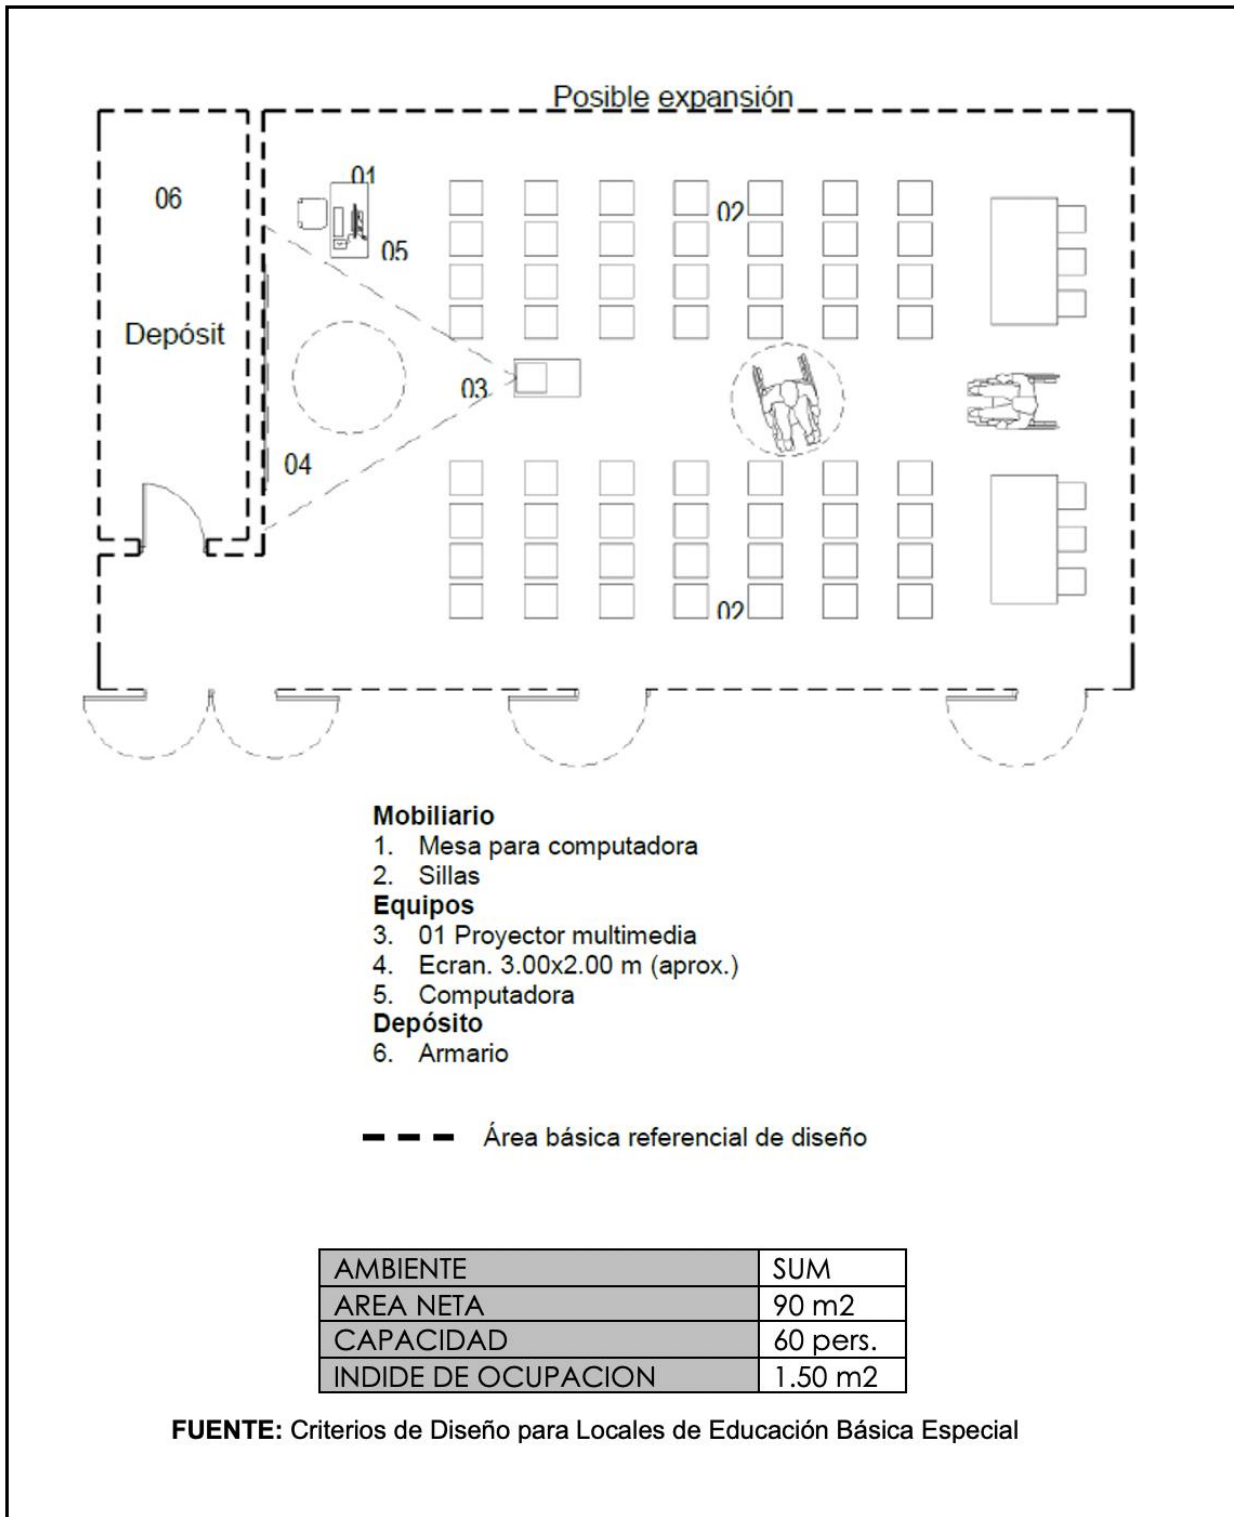 Posible expansión
06
01
02
05
Depósit
03
04
02
Mobiliario
1. Mesa para computadora
2. Sillas
Equipos
3. 01 Proyector multimedia
4. Ecran. 3.00x2.00 m (aprox.)
5. Computadora
Depósito
6. Armario
Área básica referencial de diseño
AMBIENTE SUM
AREA NETA 90 m2
CAPACIDAD 60 pers.
INDIDE DE OCUPACION 1.50 m2
FUENTE: Criterios de Diseño para Locales de Educación Básica Especial